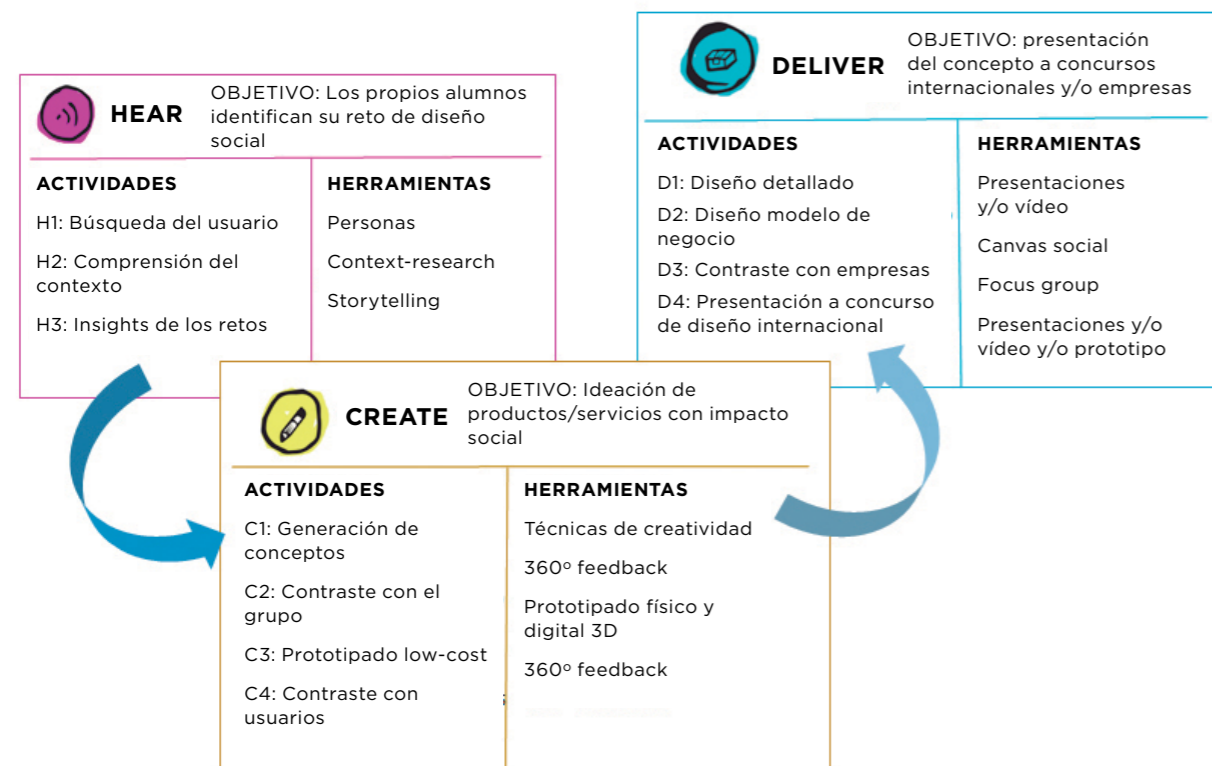 HEAR
OBJETIVO: Los propios alumnos
identifican su reto de diseño
social
ACTIVIDADES
H1: Búsqueda del usuario
H2: Comprensión del
contexto
H3: Insights de los retos
HERRAMIENTAS
Personas
Context-research
Storytelling
CREATE
OBJETIVO: Ideación de
productos/servicios con impacto
social
ACTIVIDADES
C1: Generación de
conceptos
C2: Contraste con el
grupo
C3: Prototipado low-cost
C4: Contraste con
usuarios
HERRAMIENTAS
Técnicas de creatividad
360º feedback
Prototipado físico y
digital 3D
360º feedback
DELIVER
OBJETIVO: presentación
del concepto a concursos
internacionales y/o empresas
ACTIVIDADES
D1: Diseño detallado
D2: Diseño modelo de
negocio
D3: Contraste con empresas
D4: Presentación a concurso
de diseño internacional
HERRAMIENTAS
Presentaciones
y/o vídeo
Canvas social
Focus group
Presentaciones y/o
vídeo y/o prototipo